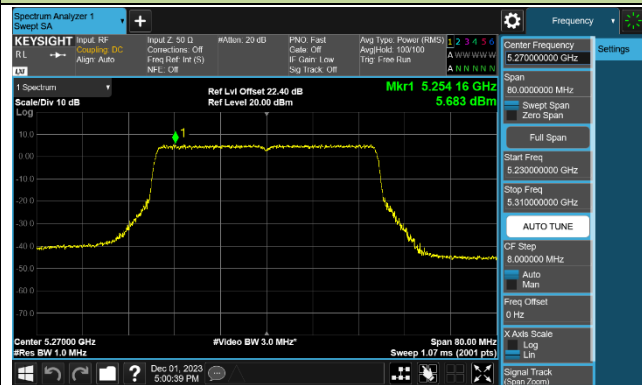 Spectrum Analyzer 1
Swept SA
Frequency
KEYSIGHT
Input: RF
Input Z: 50 Ω
#Atten: 20 dB
PNO: Fast
Avg Type: Power (RMS)
1 2 3 4 5 6
RL
Coupling: DC
Corrections: Off
Gate: Off
Avg|Hold: 100/100
A W W W W W
Align: Auto
Freq Ref: Int (S)
IF Gain: Low
Trig: Free Run
NFE: Off
Sig Track: Off
A N N N N N
LXI
1 Spectrum
Scale/Div 10 dB
Log
Ref Lvl Offset 22.40 dB
Ref Level 20.00 dBm
Mkr1 5.254 16 GHz
5.683 dBm
1
10.0
0.00
-10.0
-20.0
-30.0
-40.0
-50.0
-60.0
-70.0
Center 5.27000 GHz
#Res BW 1.0 MHz
#Video BW 3.0 MHz*
Span 80.00 MHz
Sweep 1.07 ms (2001 pts)
Dec 01, 2023
5:00:39 PM
?
Settings
Center Frequency
5.270000000 GHz
Span
80.0000000 MHz
Swept Span
Zero Span
Full Span
Start Freq
5.230000000 GHz
Stop Freq
5.310000000 GHz
AUTO TUNE
CF Step
8.000000 MHz
Auto
Man
Freq Offset
0 Hz
X Axis Scale
Log
Lin
Signal Track
(Span Zoom)